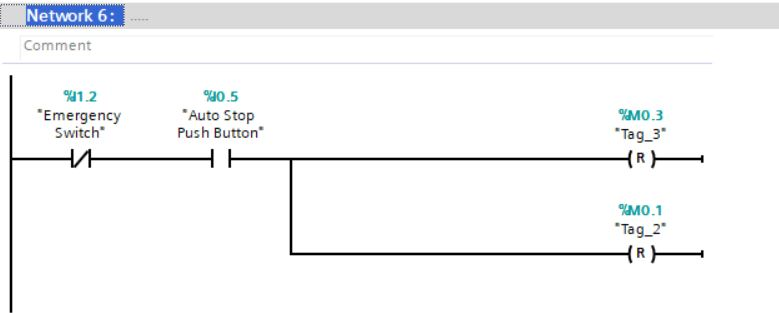 Network 6: .....
Comment
%I1.2
"Emergency
Switch"
%I0.5
"Auto Stop
Push Button"
%M0.3
"Tag_3"
R
%M0.1
"Tag_2"
R